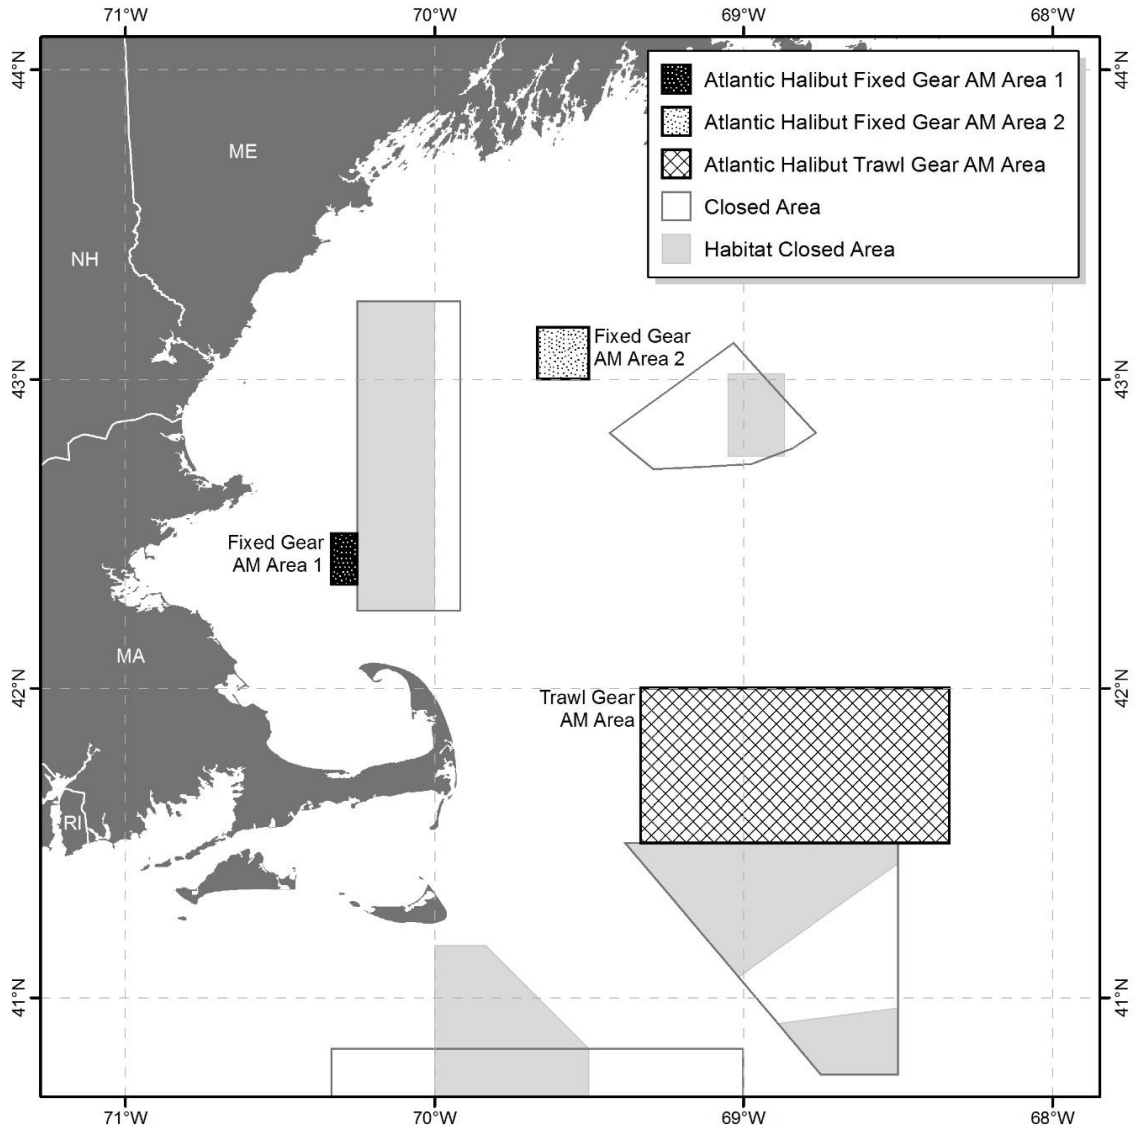 71°W 70°W 69°W 68°W
44°N 44°N
Atlantic Halibut Fixed Gear AM Area 1
Atlantic Halibut Fixed Gear AM Area 2
Atlantic Halibut Trawl Gear AM Area
Closed Area
Habitat Closed Area
ME
NH
Fixed Gear
AM Area 2
43°N 43°N
Fixed Gear
AM Area 1
MA
42°N 42°N
Trawl Gear
AM Area
RI
41°N 41°N
71°W 70°W 69°W 68°W